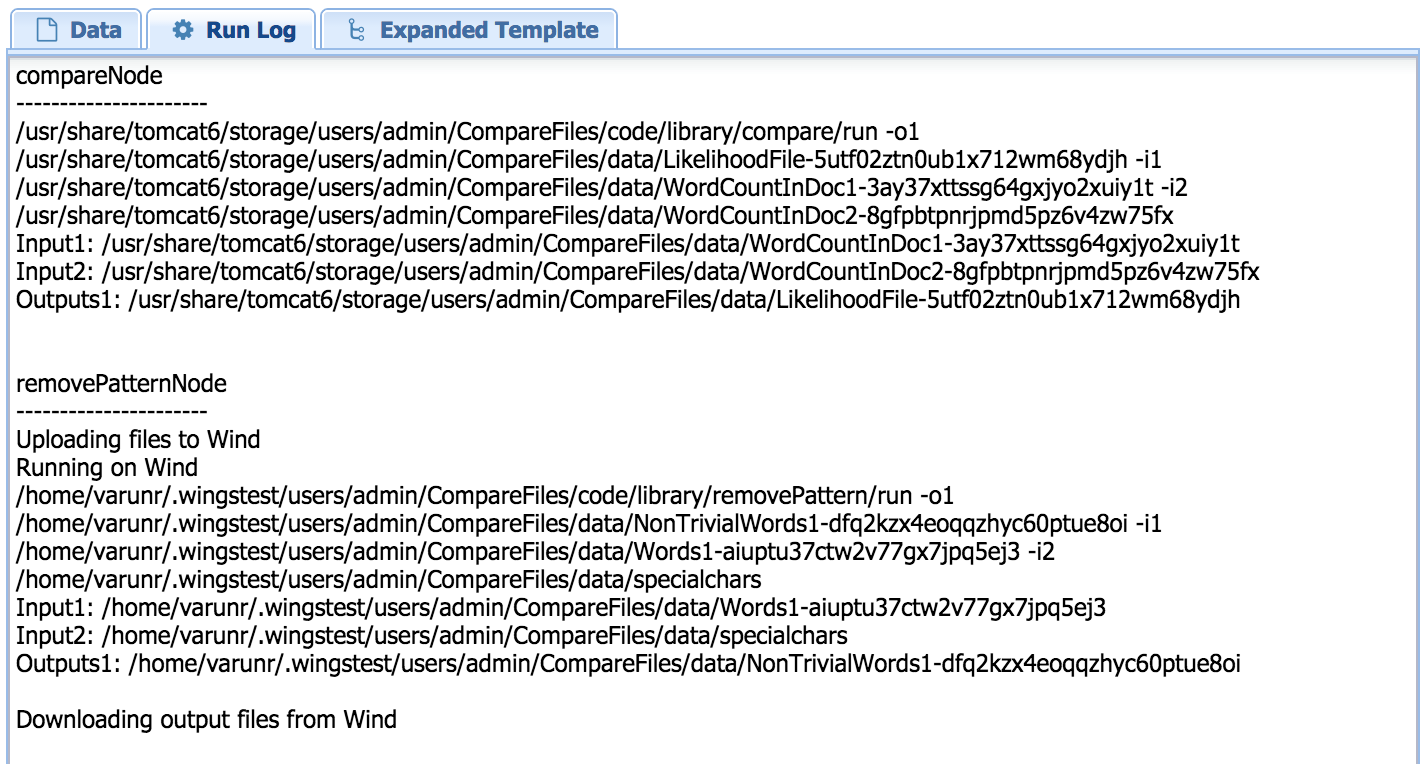 Data
Run Log
Expanded Template
compareNode
----------------------
/usr/share/tomcat6/storage/users/admin/CompareFiles/code/library/compare/run -o1
/usr/share/tomcat6/storage/users/admin/CompareFiles/data/LikelihoodFile-5utf02ztn0ub1x712wm68ydjh -i1
/usr/share/tomcat6/storage/users/admin/CompareFiles/data/WordCountInDoc1-3ay37xttssg64gxjyo2xuiy1t -i2
/usr/share/tomcat6/storage/users/admin/CompareFiles/data/WordCountInDoc2-8gfpbtpnrjpmd5pz6v4zw75fx
Input1: /usr/share/tomcat6/storage/users/admin/CompareFiles/data/WordCountInDoc1-3ay37xttssg64gxjyo2xuiy1t
Input2: /usr/share/tomcat6/storage/users/admin/CompareFiles/data/WordCountInDoc2-8gfpbtpnrjpmd5pz6v4zw75fx
Outputs1: /usr/share/tomcat6/storage/users/admin/CompareFiles/data/LikelihoodFile-5utf02ztn0ub1x712wm68ydjh
removePatternNode
----------------------
Uploading files to Wind
Running on Wind
/home/varunr/.wingstest/users/admin/CompareFiles/code/library/removePattern/run -o1
/home/varunr/.wingstest/users/admin/CompareFiles/data/NonTrivialWords1-dfq2kzx4eoqqzhyc60ptue8oi -i1
/home/varunr/.wingstest/users/admin/CompareFiles/data/Words1-aiuptu37ctw2v77gx7jpq5ej3 -i2
/home/varunr/.wingstest/users/admin/CompareFiles/data/specialchars
Input1: /home/varunr/.wingstest/users/admin/CompareFiles/data/Words1-aiuptu37ctw2v77gx7jpq5ej3
Input2: /home/varunr/.wingstest/users/admin/CompareFiles/data/specialchars
Outputs1: /home/varunr/.wingstest/users/admin/CompareFiles/data/NonTrivialWords1-dfq2kzx4eoqqzhyc60ptue8oi
Downloading output files from Wind